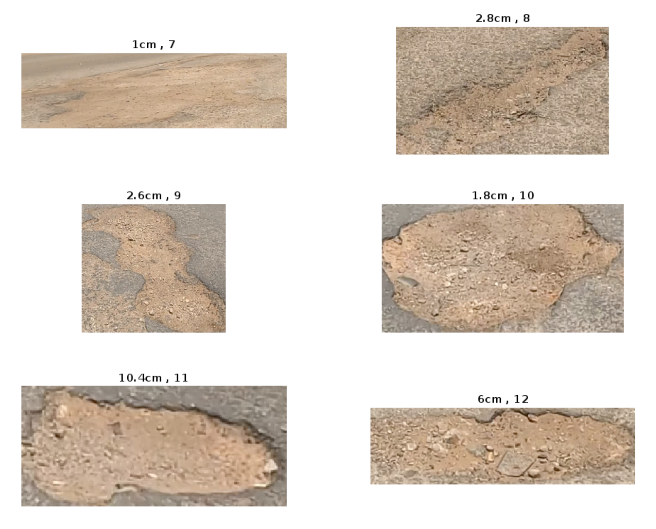 1cm , 7
2.8cm , 8
2.6cm , 9
1.8cm , 10
10.4cm , 11
6cm , 12